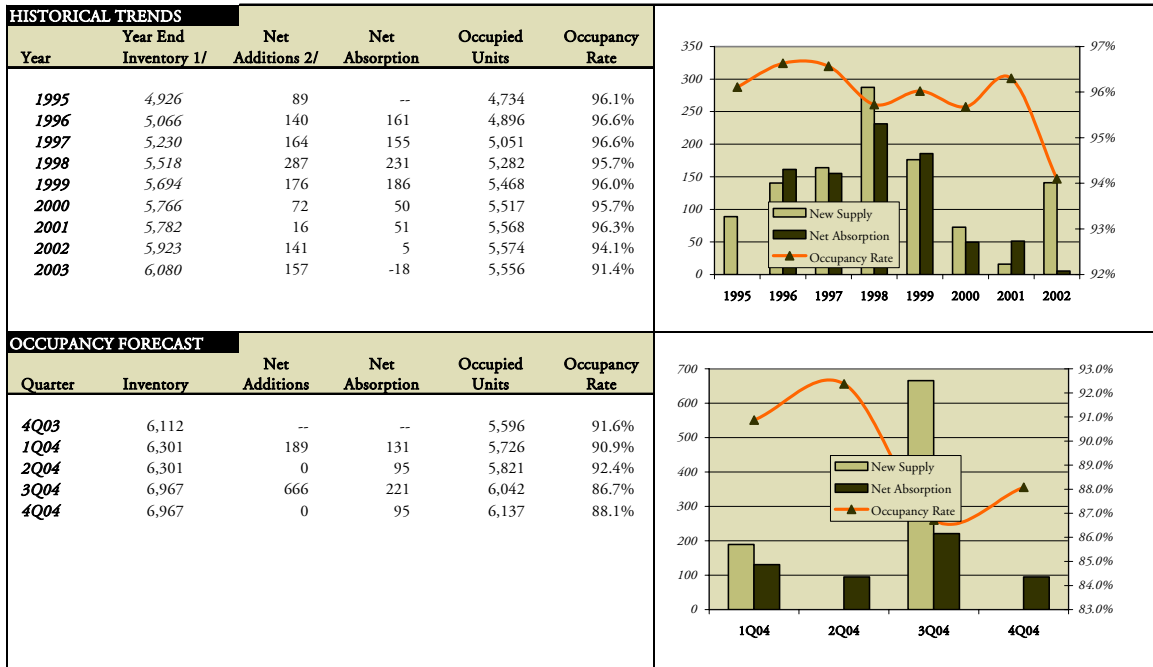 HISTORICAL TRENDS
Year End Net Net Occupied Occupancy
Year Inventory 1/ Additions 2/ Absorption Units Rate
1995 4,926 89 -- 4,734 96.1%
1996 5,066 140 161 4,896 96.6%
1997 5,230 164 155 5,051 96.6%
1998 5,518 287 231 5,282 95.7%
1999 5,694 176 186 5,468 96.0%
2000 5,766 72 50 5,517 95.7%
2001 5,782 16 51 5,568 96.3%
2002 5,923 141 5 5,574 94.1%
2003 6,080 157 -18 5,556 91.4%
350 97%
300 96%
250
200 95%
150 94%
100 93%
50
0 92%
New Supply
Net Absorption
Occupancy Rate
1995 1996 1997 1998 1999 2000 2001 2002
OCCUPANCY FORECAST
Net Net Occupied Occupancy
Quarter Inventory Additions Absorption Units Rate
4Q03 6,112 -- -- 5,596 91.6%
1Q04 6,301 189 131 5,726 90.9%
2Q04 6,301 0 95 5,821 92.4%
3Q04 6,967 666 221 6,042 86.7%
4Q04 6,967 0 95 6,137 88.1%
700 93.0%
600 92.0%
91.0%
500 90.0%
400 89.0%
300 88.0%
87.0%
200 86.0%
85.0%
100 84.0%
0 83.0%
New Supply
Net Absorption
Occupancy Rate
1Q04 2Q04 3Q04 4Q04